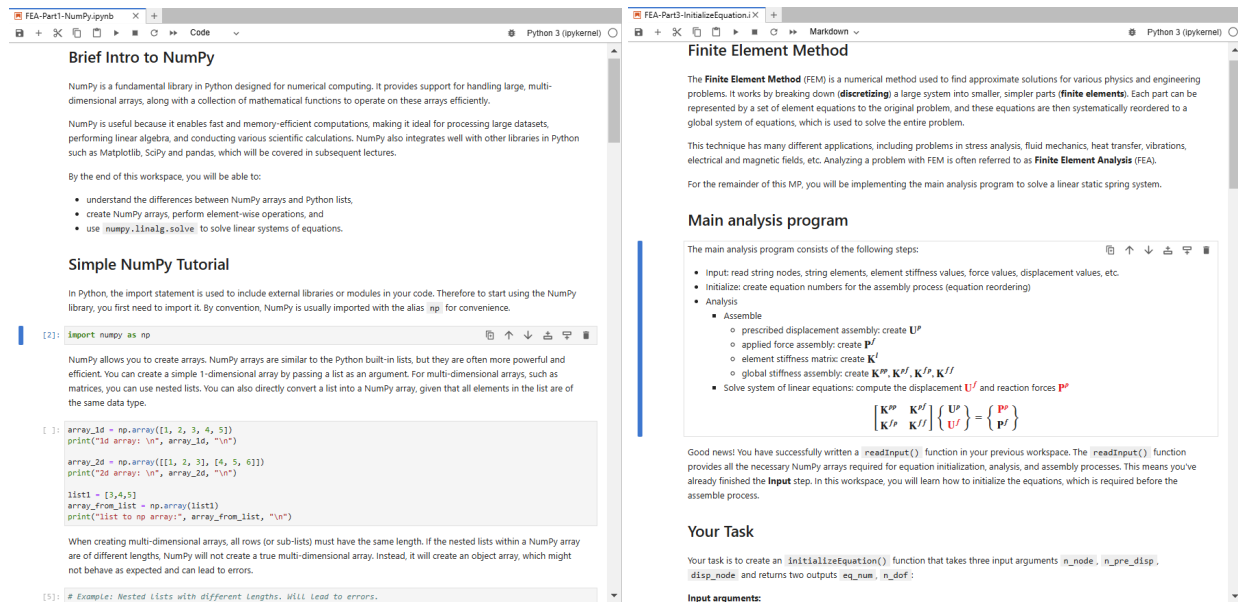 FEA-Part1-NumPy.ipynb
Code
Python 3 (ipykernel)
Brief Intro to NumPy
NumPy is a fundamental library in Python designed for numerical computing. It provides support for handling large, multi-
dimensional arrays, along with a collection of mathematical functions to operate on these arrays efficiently.
NumPy is useful because it enables fast and memory-efficient computations, making it ideal for processing large datasets,
performing linear algebra, and conducting various scientific calculations. NumPy also integrates well with other libraries in Python
such as Matplotlib, SciPy and pandas, which will be covered in subsequent lectures.
By the end of this workspace, you will be able to:
• understand the differences between NumPy arrays and Python lists,
• create NumPy arrays, perform element-wise operations, and
• use numpy.linalg.solve to solve linear systems of equations.
Simple NumPy Tutorial
In Python, the import statement is used to include external libraries or modules in your code. Therefore to start using the NumPy
library, you first need to import it. By convention, NumPy is usually imported with the alias np for convenience.
[2]: import numpy as np
NumPy allows you to create arrays. NumPy arrays are similar to the Python built-in lists, but they are often more powerful and
efficient. You can create a simple 1-dimensional array by passing a list as an argument. For multi-dimensional arrays, such as
matrices, you can use nested lists. You can also directly convert a list into a NumPy array, given that all elements in the list are of
the same data type.
[ ]: array_1d = np.array([1, 2, 3, 4, 5])
print("1d array: \n", array_1d, "\n")
array_2d = np.array([[1, 2, 3], [4, 5, 6]])
print("2d array: \n", array_2d, "\n")
list1 = [3,4,5]
array_from_list = np.array(list1)
print("list to np array:", array_from_list, "\n")
When creating multi-dimensional arrays, all rows (or sub-lists) must have the same length. If the nested lists within a NumPy array
are of different lengths, NumPy will not create a true multi-dimensional array. Instead, it will create an object array, which might
not behave as expected and can lead to errors.
[5]: # Example: Nested lists with different lengths. Will lead to errors.
FEA-Part3-InitializeEquation.i
Markdown
Python 3 (ipykernel)
Finite Element Method
The Finite Element Method (FEM) is a numerical method used to find approximate solutions for various physics and engineering
problems. It works by breaking down (discretizing) a large system into smaller, simpler parts (finite elements). Each part can be
represented by a set of element equations to the original problem, and these equations are then systematically reordered to a
global system of equations, which is used to solve the entire problem.
This technique has many different applications, including problems in stress analysis, fluid mechanics, heat transfer, vibrations,
electrical and magnetic fields, etc. Analyzing a problem with FEM is often referred to as Finite Element Analysis (FEA).
For the remainder of this MP, you will be implementing the main analysis program to solve a linear static spring system.
Main analysis program
The main analysis program consists of the following steps:
• Input: read string nodes, string elements, element stiffness values, force values, displacement values, etc.
• Initialize: create equation numbers for the assembly process (equation reordering)
• Analysis
▪ Assemble
○ prescribed displacement assembly: create U^p
○ applied force assembly: create P^f
○ element stiffness matrix: create K^l
○ global stiffness assembly: create K^pp, K^pf, K^fp, K^ff
▪ Solve system of linear equations: compute the displacement U^f and reaction forces P^p
[K^pp K^pf] {U^p} = {P^p}
[K^fp K^ff] {U^f} {P^f}
Good news! You have successfully written a readInput() function in your previous workspace. The readInput() function
provides all the necessary NumPy arrays required for equation initialization, analysis, and assembly processes. This means you've
already finished the Input step. In this workspace, you will learn how to initialize the equations, which is required before the
assemble process.
Your Task
Your task is to create an initializeEquation() function that takes three input arguments n_node, n_pre_disp,
disp_node and returns two outputs eq_num, n_dof:
Input arguments: